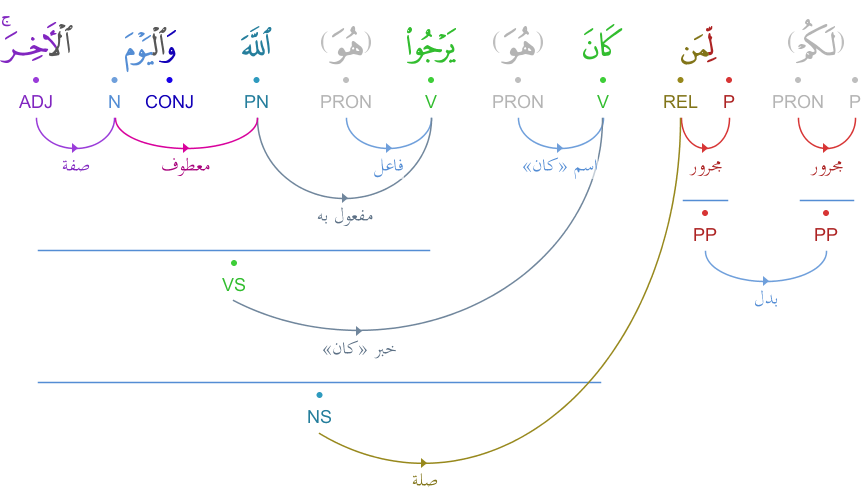 (لَكُمْ) لِّمَن كَانَ (هُوَ) يَرْجُوا۟ (هُوَ) ٱللَّهَ وَٱلْيَوْمَ ٱلْـَٔاخِرَ ۚ
ADJ N CONJ PN PRON V PRON V REL P PRON P
صفة معطوف فاعل اسم «كان» مجرور مجرور
مفعول به
PP PP
VS
بدل
خبر «كان»
NS
صلة